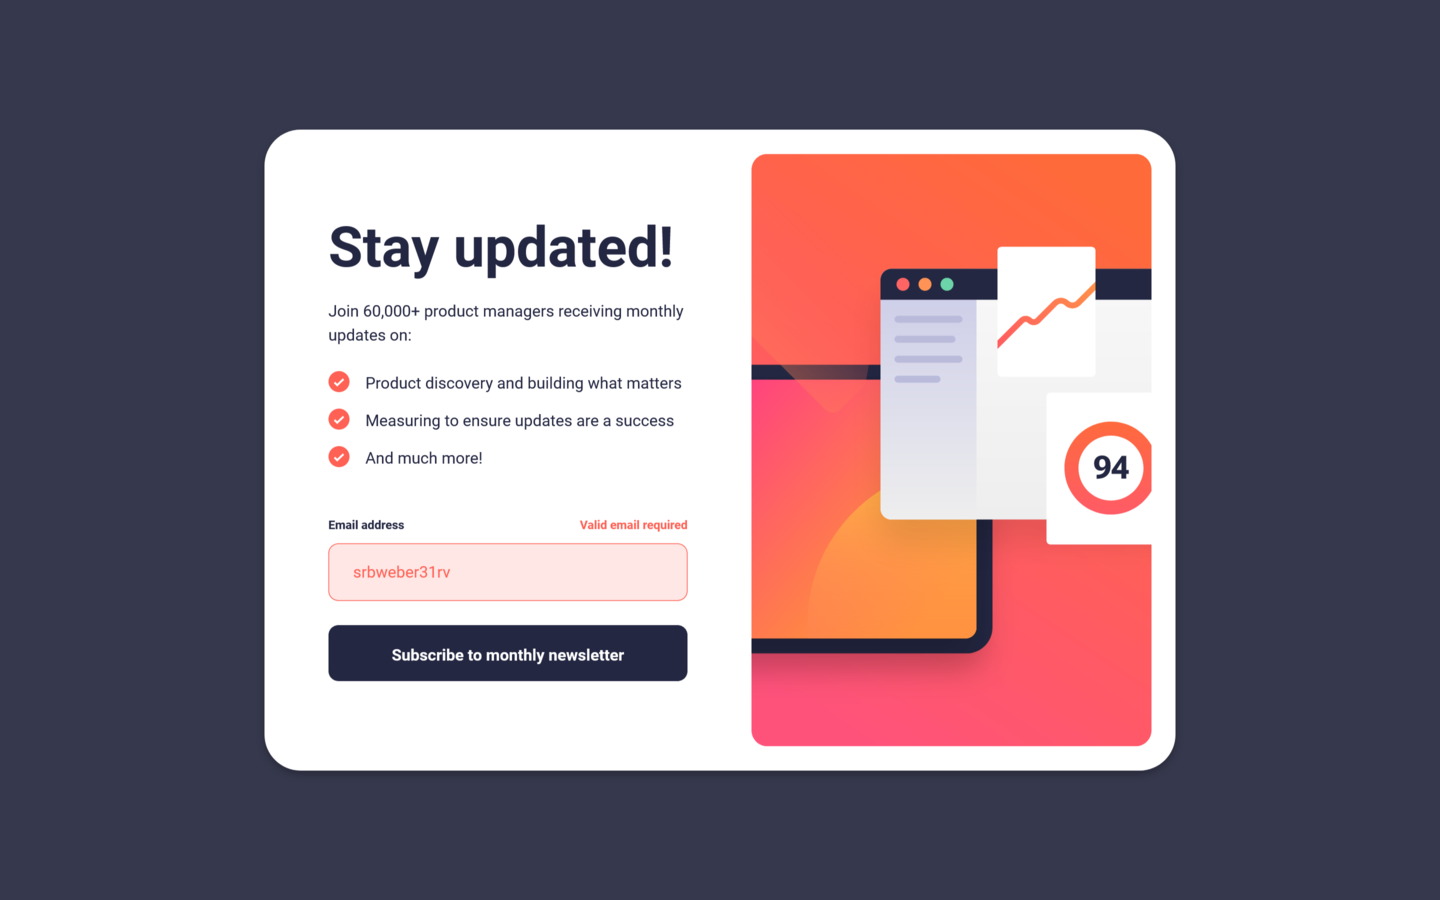 Stay updated!
Join 60,000+ product managers receiving monthly
updates on:
Product discovery and building what matters
Measuring to ensure updates are a success
And much more!
Email address
Valid email required
srbweber31rv
Subscribe to monthly newsletter
94